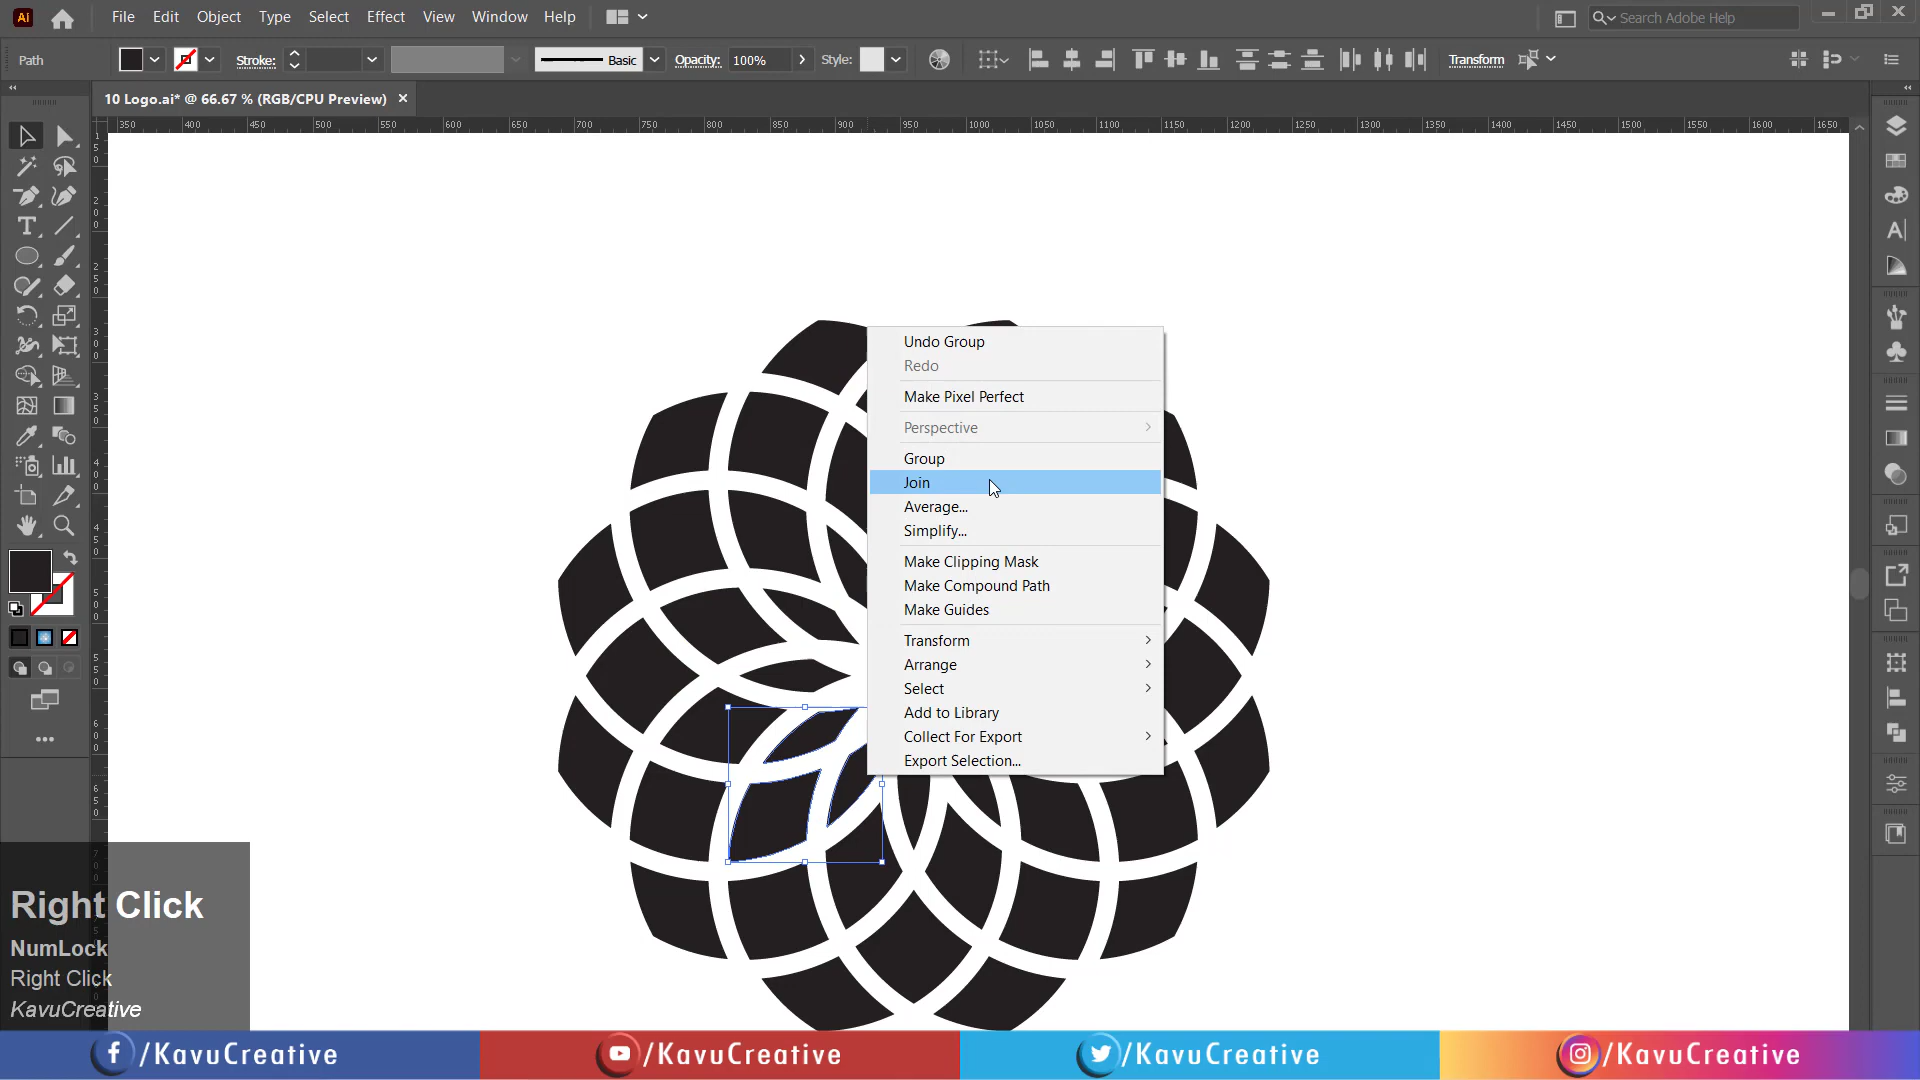 Ai File Edit Object Type Select Effect View Window Help Search Adobe Help
Path Stroke: Basic Opacity: 100% Style: Transform
10 Logo.ai* @ 66.67 % (RGB/CPU Preview) ×
350 400 450 500 550 600 650 700 750 800 850 900 950 1000 1050 1100 1150 1200 1250 1300 1350 1400 1450 1500 1550 1600 1650
Undo Group
Redo
Make Pixel Perfect
Perspective
Group
Join
Average...
Simplify...
Make Clipping Mask
Make Compound Path
Make Guides
Transform
Arrange
Select
Add to Library
Collect For Export
Export Selection...
Right Click
NumLock
Right Click
KavuCreative
/KavuCreative /KavuCreative /KavuCreative /KavuCreative